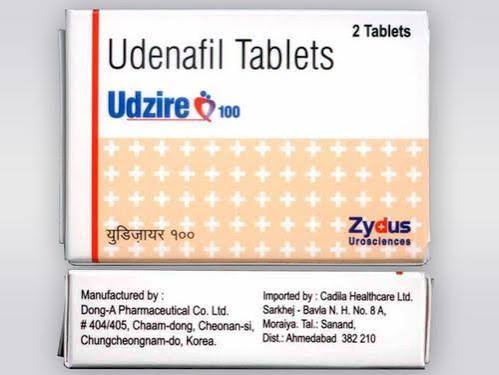 2 Tablets
Udenafil Tablets
Udzire 100
युडिज़ायर १००
Zydus
Urosciences
Manufactured by :
Dong-A Pharmaceutical Co. Ltd.
# 404/405, Chaam-dong, Cheonan-si,
Chungcheongnam-do, Korea.
Imported by : Cadila Healthcare Ltd.
Sarkhej - Bavla N. H. No. 8 A,
Moraiya. Tal.: Sanand,
Dist.: Ahmedabad 382 210